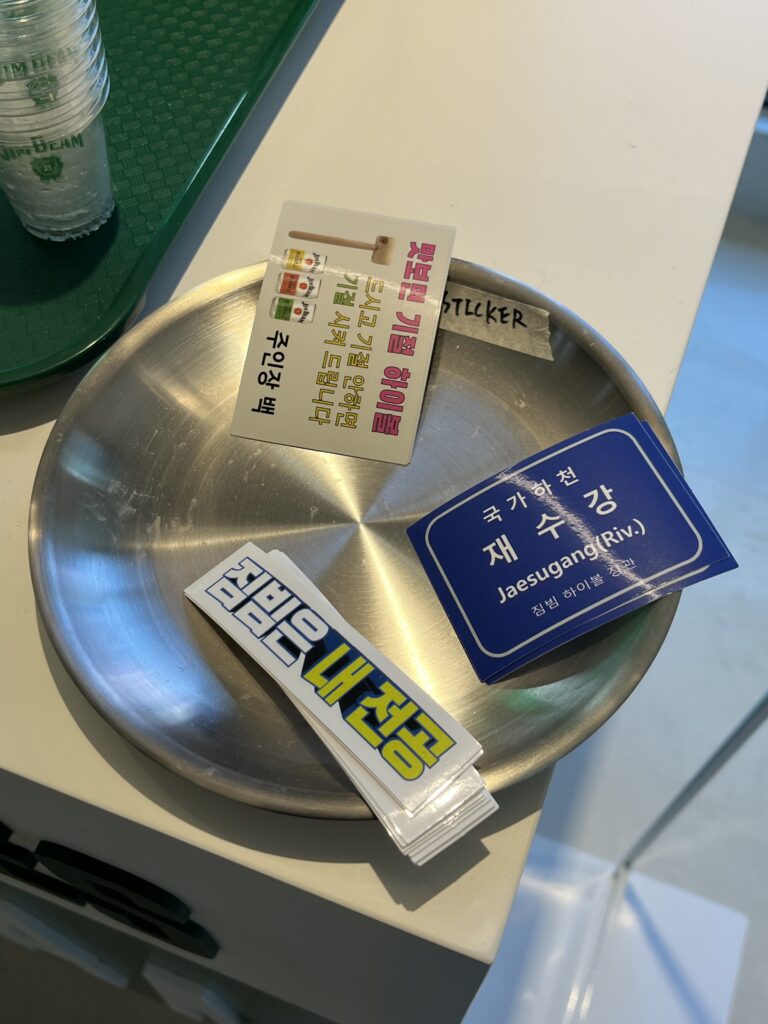 JIM BEAM
JIM BEAM
맛보면 기절 하이볼
드시고 기절 안하면
기절 시켜 드립니다
주인장 백
STICKER
국가하천
재수강
Jaesugang(Riv.)
짐빔 하이볼 장관
짐빔은 내 전공